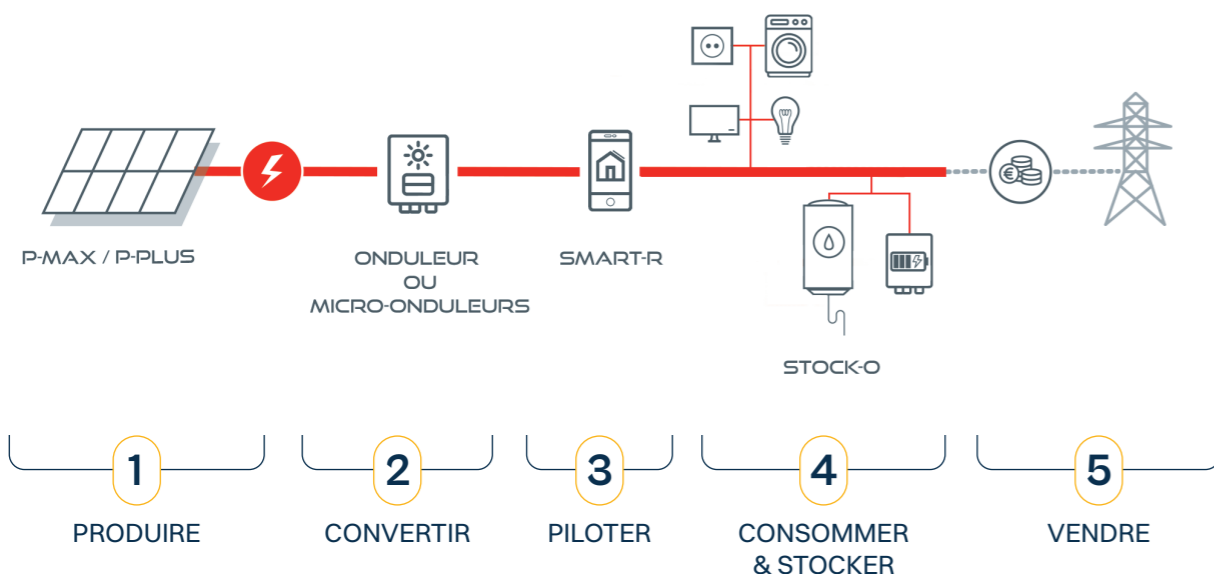 P-MAX / P-PLUS
ONDULEUR
OU
MICRO-ONDULEURS
SMART-R
€
STOCK-O
1
PRODUIRE
2
CONVERTIR
3
PILOTER
4
CONSOMMER
& STOCKER
5
VENDRE